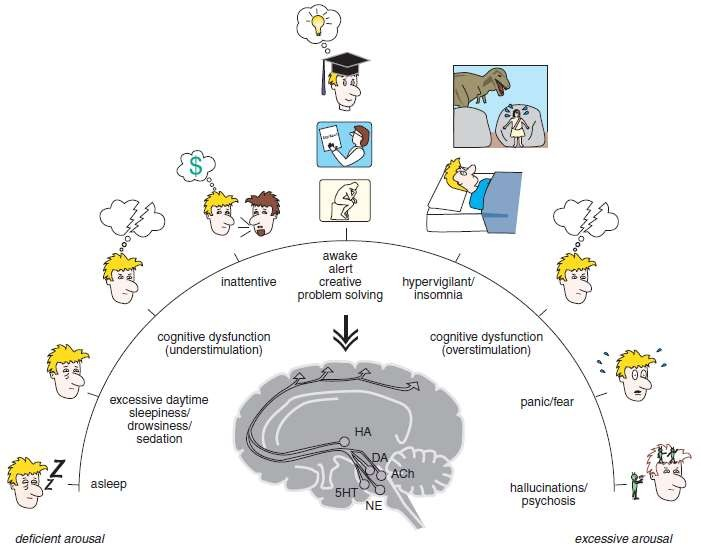 $
awake
alert
creative
problem solving
inattentive
hypervigilant/
insomnia
cognitive dysfunction
(understimulation)
cognitive dysfunction
(overstimulation)
excessive daytime
sleepiness/
drowsiness/
sedation
panic/fear
HA
DA
ACh
5HT
NE
Z
z
z
asleep
hallucinations/
psychosis
deficient arousal
excessive arousal